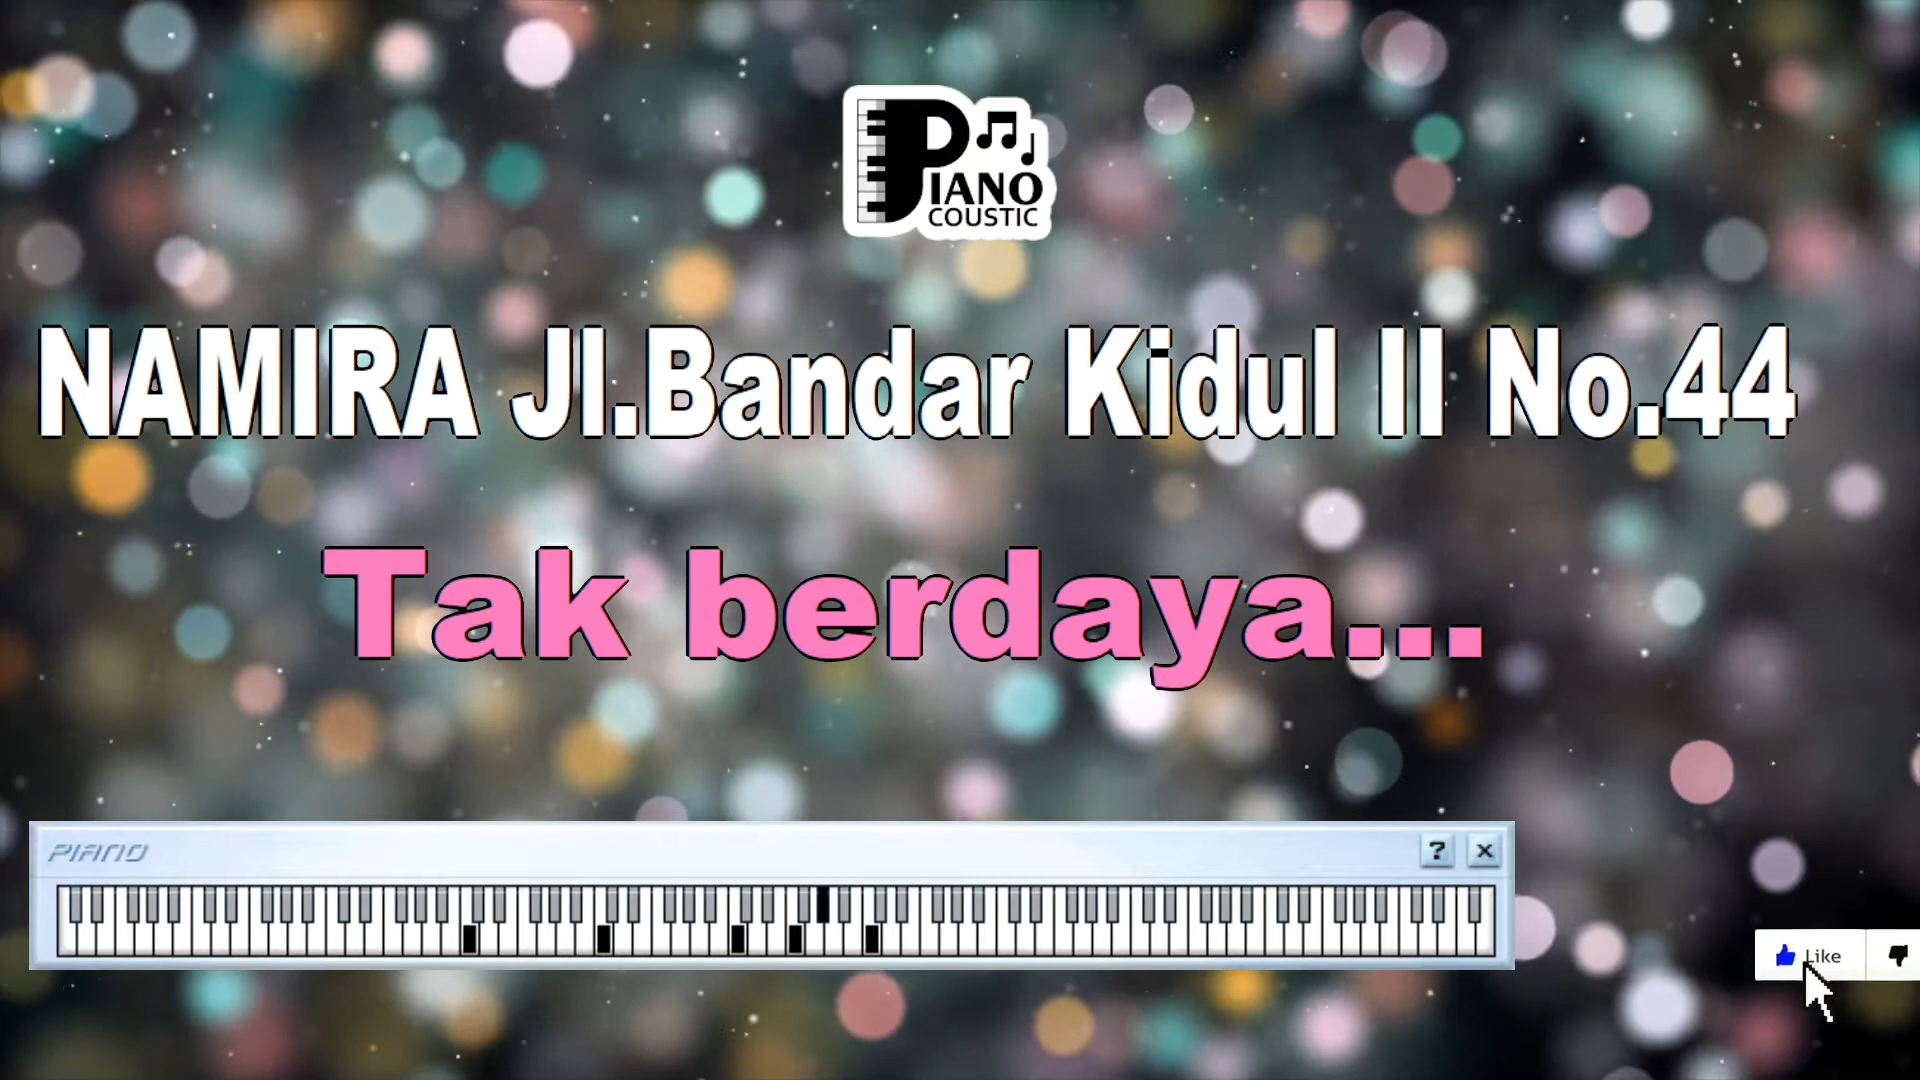 PIANO
COUSTIC
NAMIRA Jl.Bandar Kidul II No.44
Tak berdaya...
PIANO
? x
Like